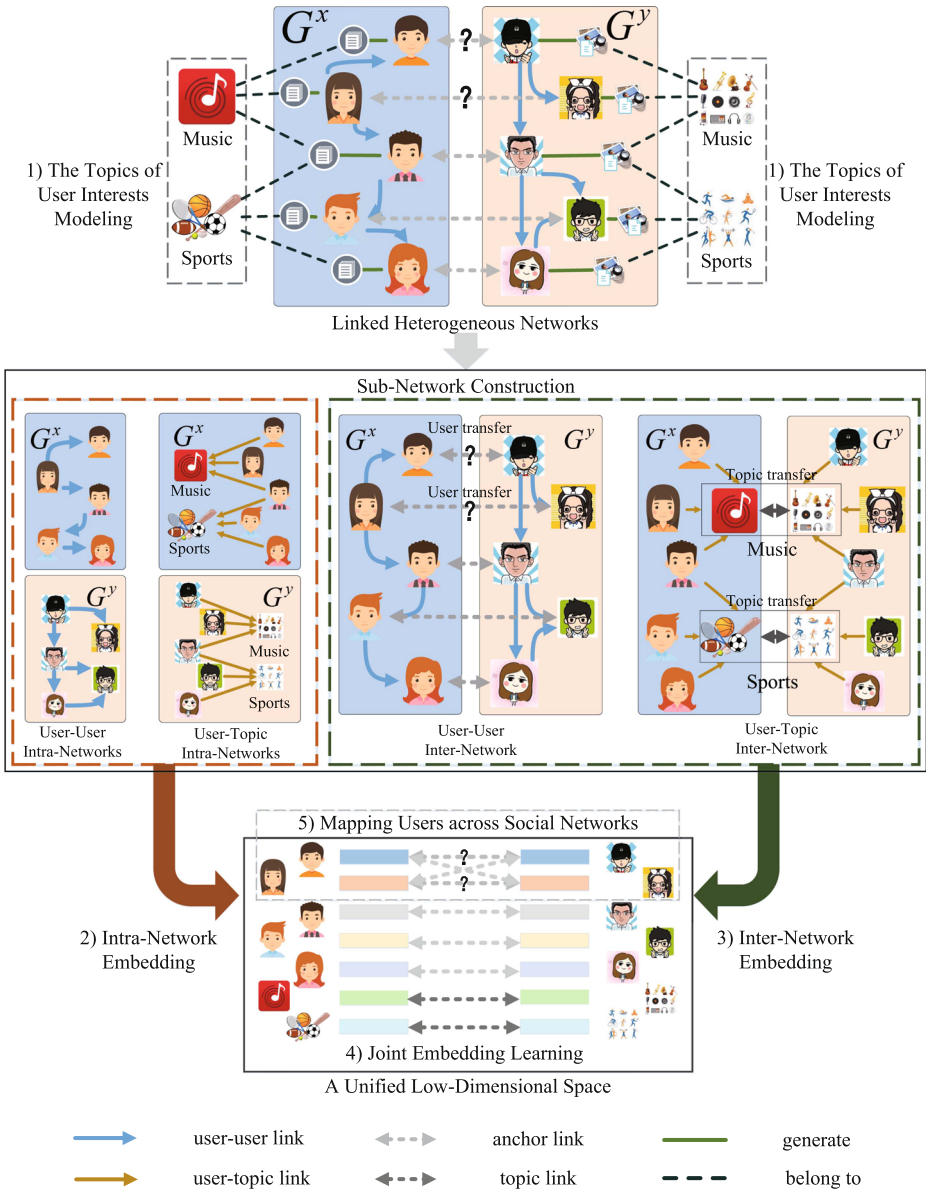 G^x
G^y
?
?
Music
Sports
1) The Topics of
User Interests
Modeling
Music
Sports
1) The Topics of
User Interests
Modeling
Linked Heterogeneous Networks
Sub-Network Construction
G^x
G^x
Music
Sports
G^y
Music
Sports
User-User
Intra-Networks
User-Topic
Intra-Networks
G^x
User transfer
?
G^y
User transfer
?
User-User
Inter-Network
G^x
G^y
Topic transfer
Music
Topic transfer
Sports
User-Topic
Inter-Network
5) Mapping Users across Social Networks
?
?
2) Intra-Network
Embedding
3) Inter-Network
Embedding
4) Joint Embedding Learning
A Unified Low-Dimensional Space
user-user link
anchor link
generate
user-topic link
topic link
belong to